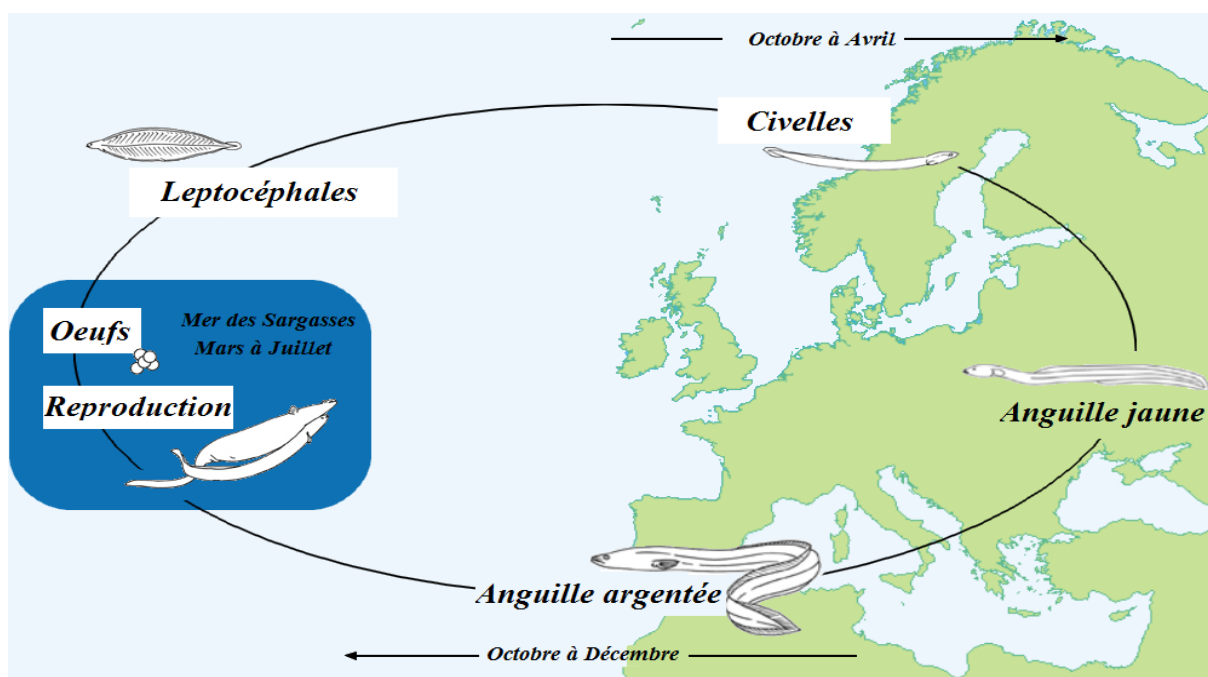 Octobre à Avril
Civelles
Leptocéphales
Oeufs
Mer des Sargasses
Mars à Juillet
Reproduction
Anguille jaune
Anguille argentée
Octobre à Décembre